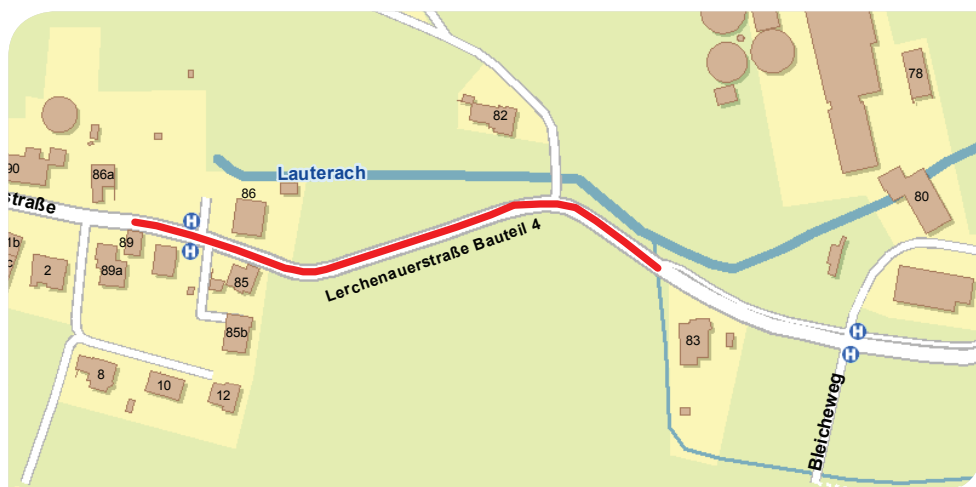 78
82
Lauterach
90
86a
86
80
straße
H
89
1b
c
2
89a
H
85
Lerchenauerstraße Bauteil 4
85b
83
H
H
8
10
12
Bleicheweg